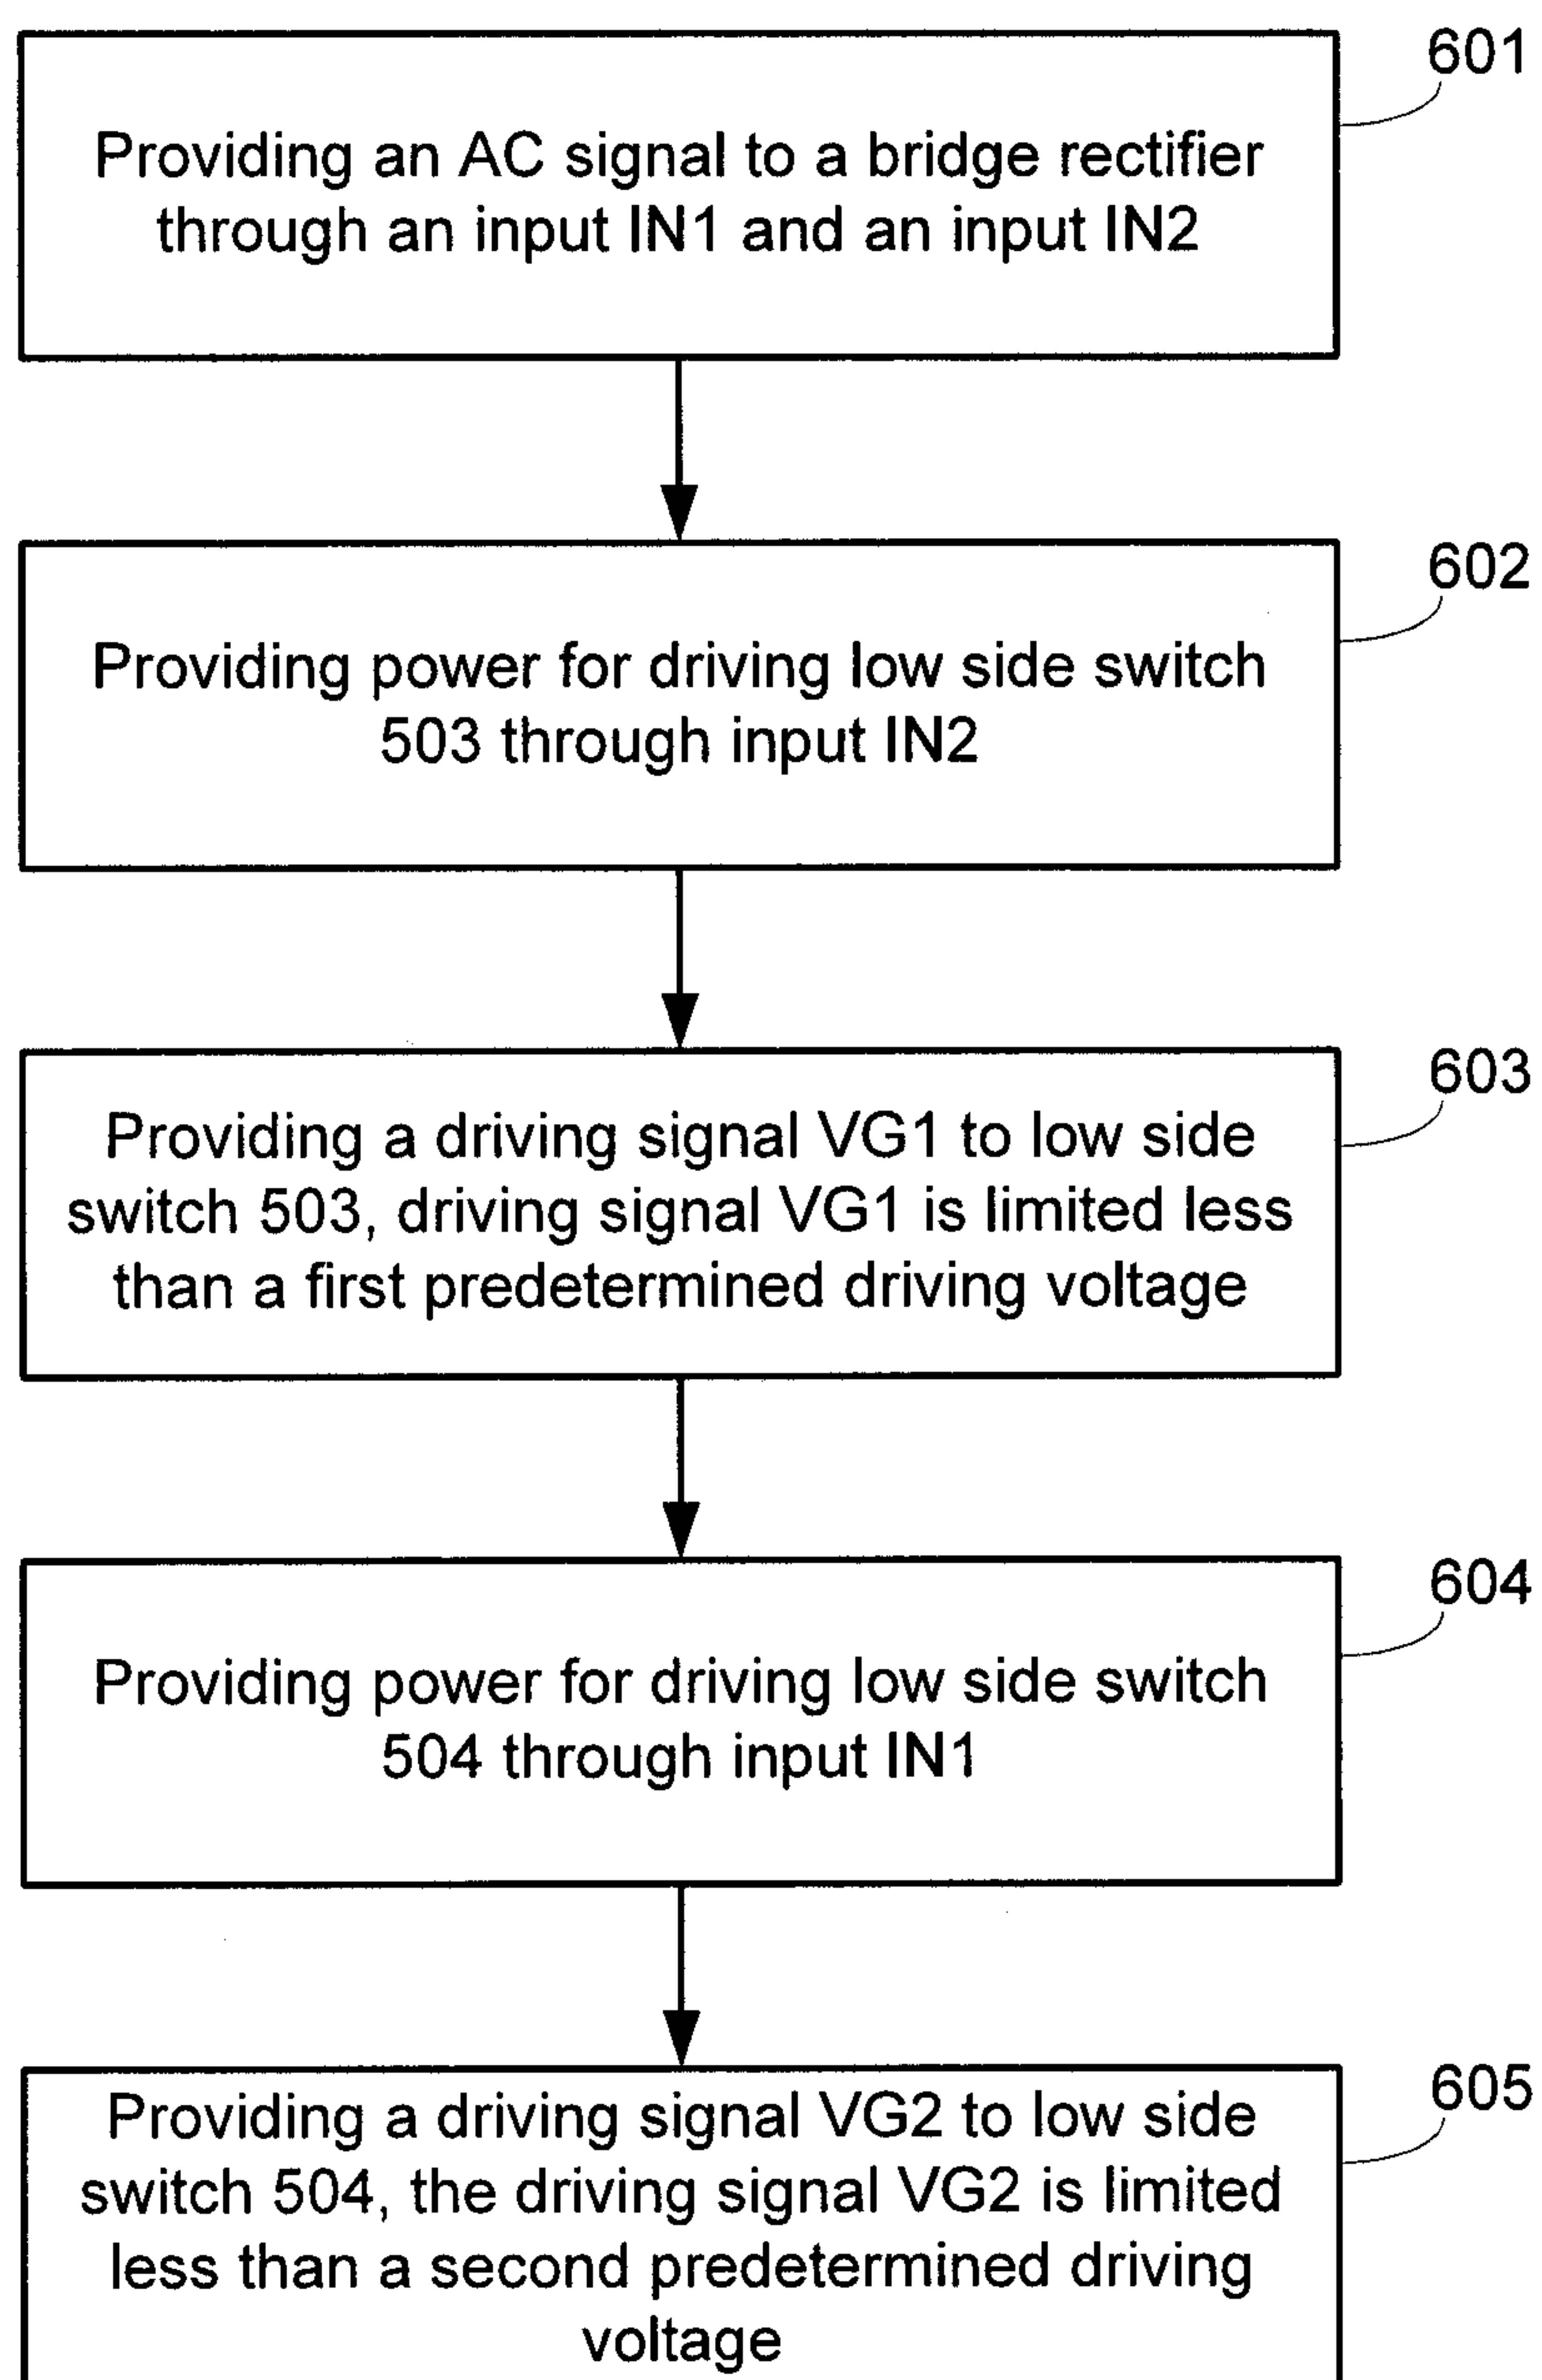 601
Providing an AC signal to a bridge rectifier
through an input IN1 and an input IN2
602
Providing power for driving low side switch
503 through input IN2
603
Providing a driving signal VG1 to low side
switch 503, driving signal VG1 is limited less
than a first predetermined driving voltage
604
Providing power for driving low side switch
504 through input IN1
605
Providing a driving signal VG2 to low side
switch 504, the driving signal VG2 is limited
less than a second predetermined driving
voltage